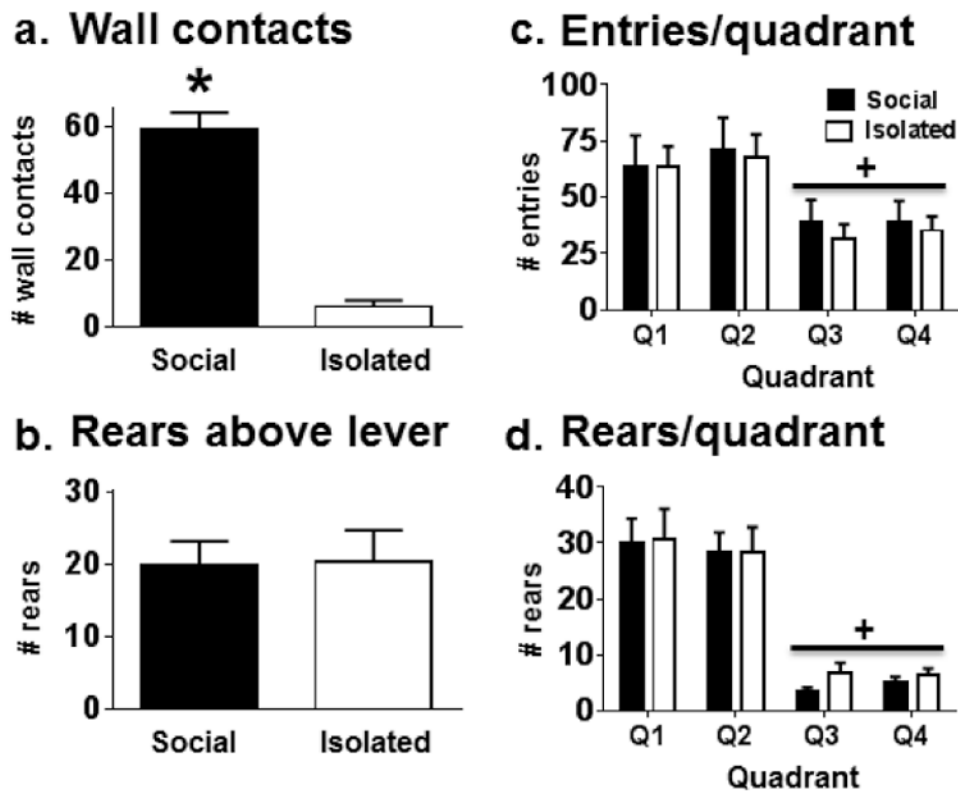 a. Wall contacts
*
# wall contacts
60
40
20
0
Social
Isolated
b. Rears above lever
# rears
30
20
10
0
Social
Isolated
c. Entries/quadrant
Social
Isolated
+
# entries
100
75
50
25
0
Q1
Q2
Q3
Q4
Quadrant
d. Rears/quadrant
+
# rears
40
30
20
10
0
Q1
Q2
Q3
Q4
Quadrant